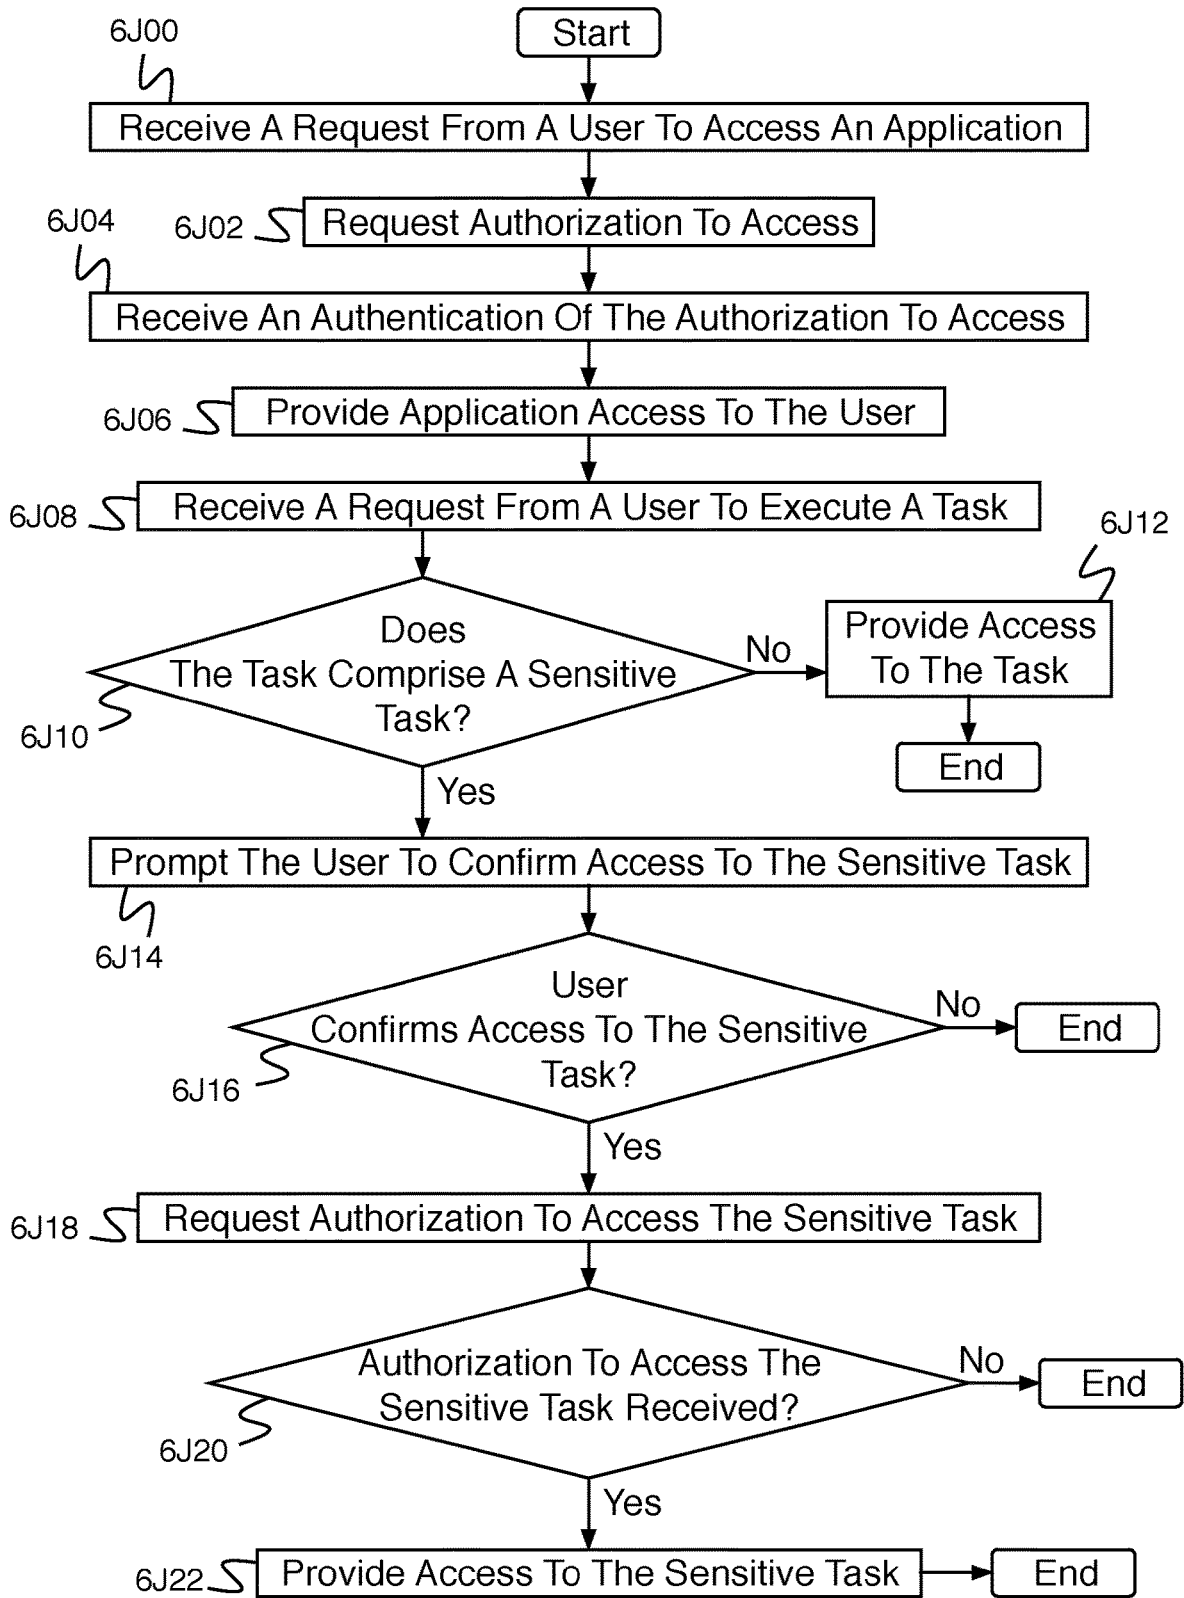 Start
6J00
Receive A Request From A User To Access An Application
6J02
Request Authorization To Access
6J04
Receive An Authentication Of The Authorization To Access
6J06
Provide Application Access To The User
6J08
Receive A Request From A User To Execute A Task
6J10
Does
The Task Comprise A Sensitive
Task?
No
6J12
Provide Access
To The Task
End
Yes
Prompt The User To Confirm Access To The Sensitive Task
6J14
User
Confirms Access To The Sensitive
Task?
6J16
No
End
Yes
6J18
Request Authorization To Access The Sensitive Task
Authorization To Access The
Sensitive Task Received?
6J20
No
End
Yes
6J22
Provide Access To The Sensitive Task
End